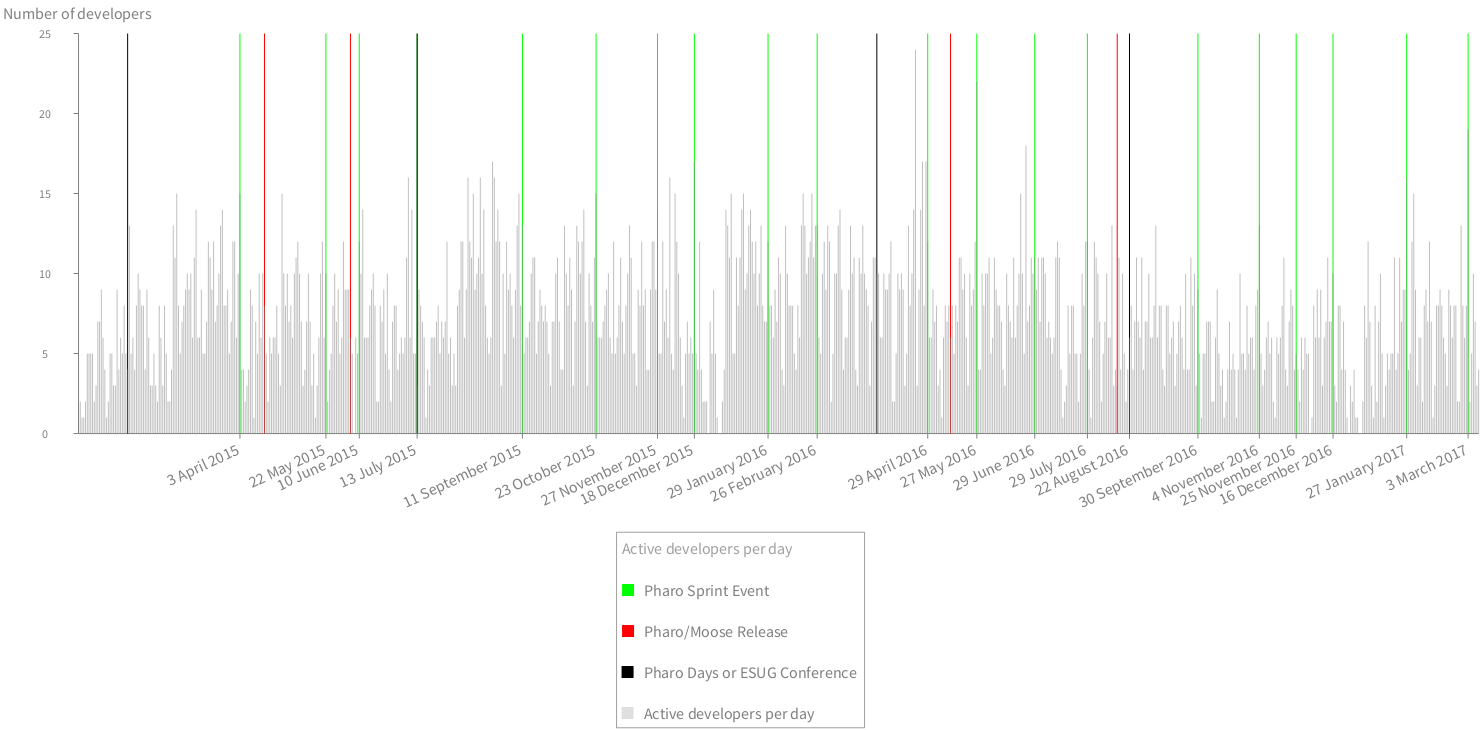 Number of developers
25
20
15
10
5
0
3 April 2015
22 May 2015
10 June 2015
13 July 2015
11 September 2015
23 October 2015
27 November 2015
18 December 2015
29 January 2016
26 February 2016
29 April 2016
27 May 2016
29 June 2016
29 July 2016
22 August 2016
30 September 2016
4 November 2016
25 November 2016
16 December 2016
27 January 2017
3 March 2017
Active developers per day
Pharo Sprint Event
Pharo/Moose Release
Pharo Days or ESUG Conference
Active developers per day